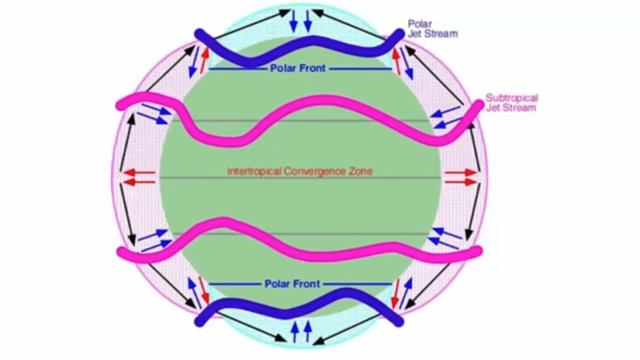 Polar
Jet Stream
Polar Front
Subtropical
Jet Stream
Intertropical Convergence Zone
Polar Front